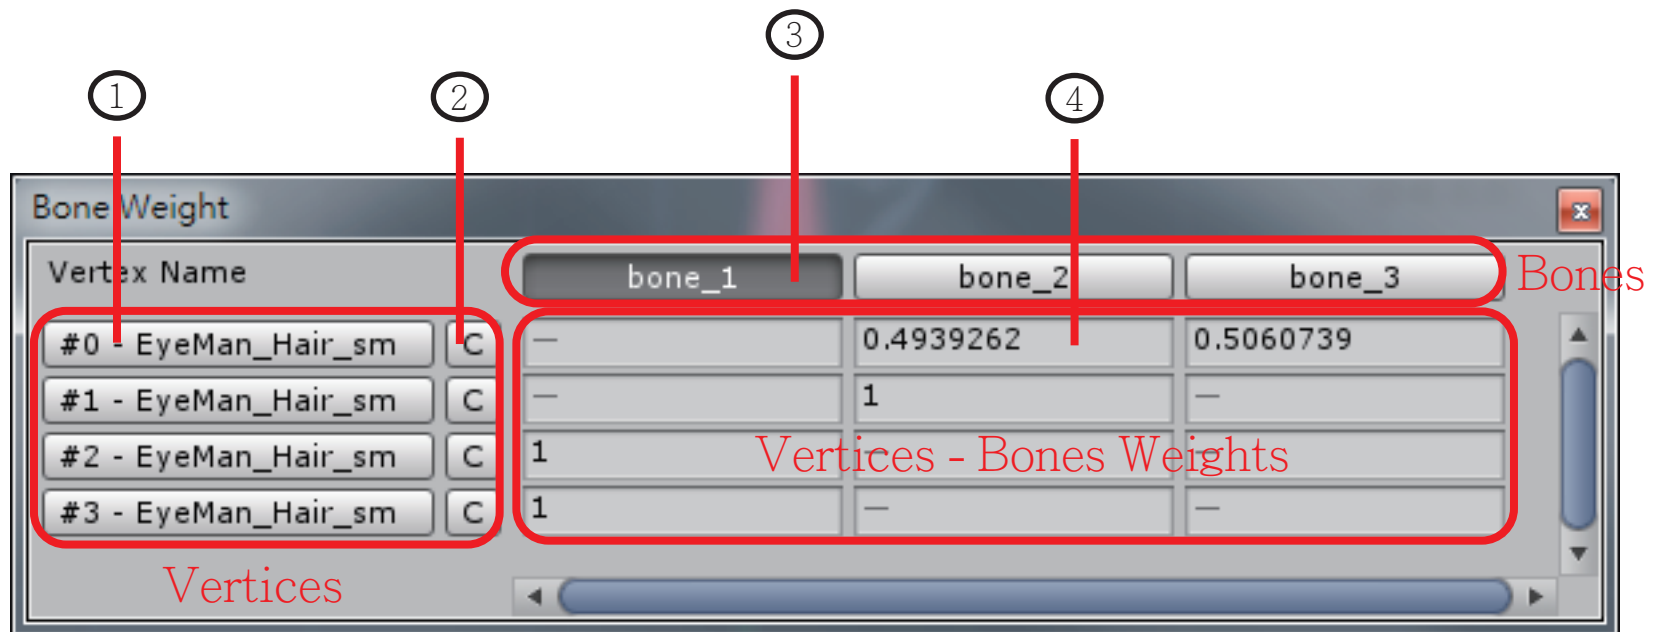 ③
① ② ④
Bone Weight
Vertex Name bone_1 bone_2 bone_3 Bones
#0 - EyeMan_Hair_sm C — 0.4939262 0.5060739
#1 - EyeMan_Hair_sm C — 1 —
#2 - EyeMan_Hair_sm C 1 — —
Vertices - Bones Weights
#3 - EyeMan_Hair_sm C 1 — —
Vertices